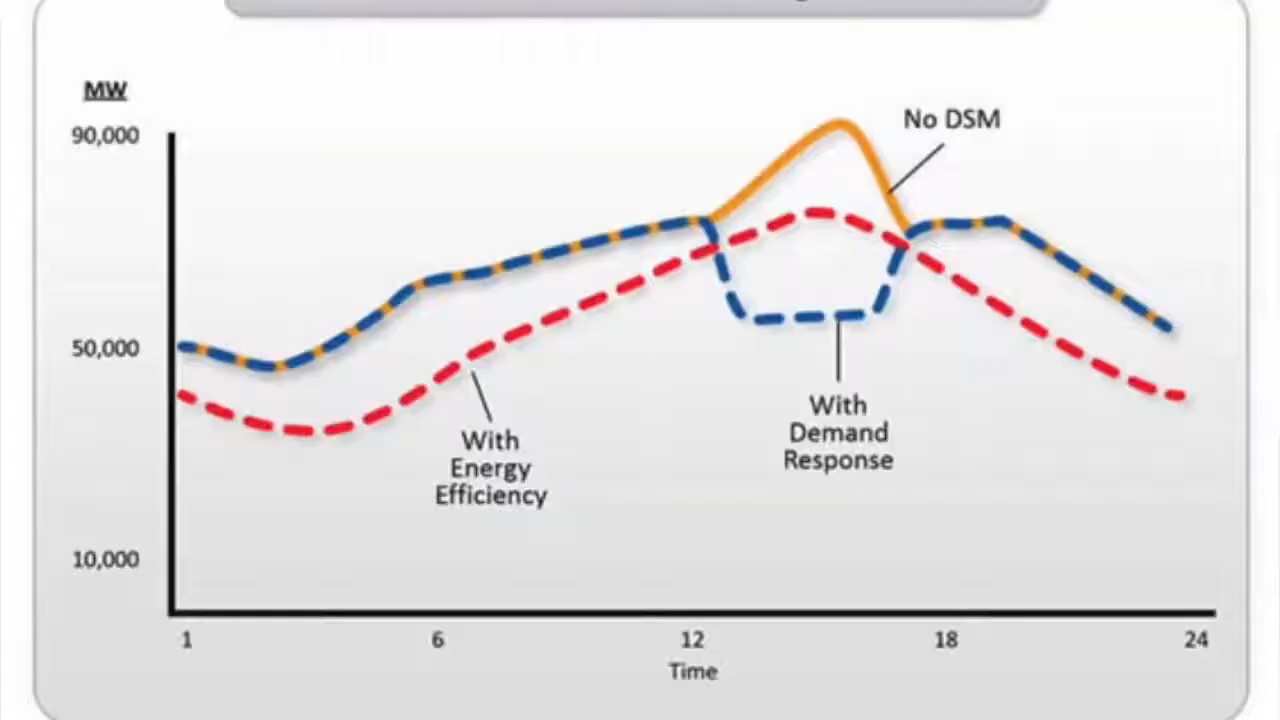 MW
90,000
No DSM
50,000
With
Demand
Response
With
Energy
Efficiency
10,000
1 6 12 18 24
Time